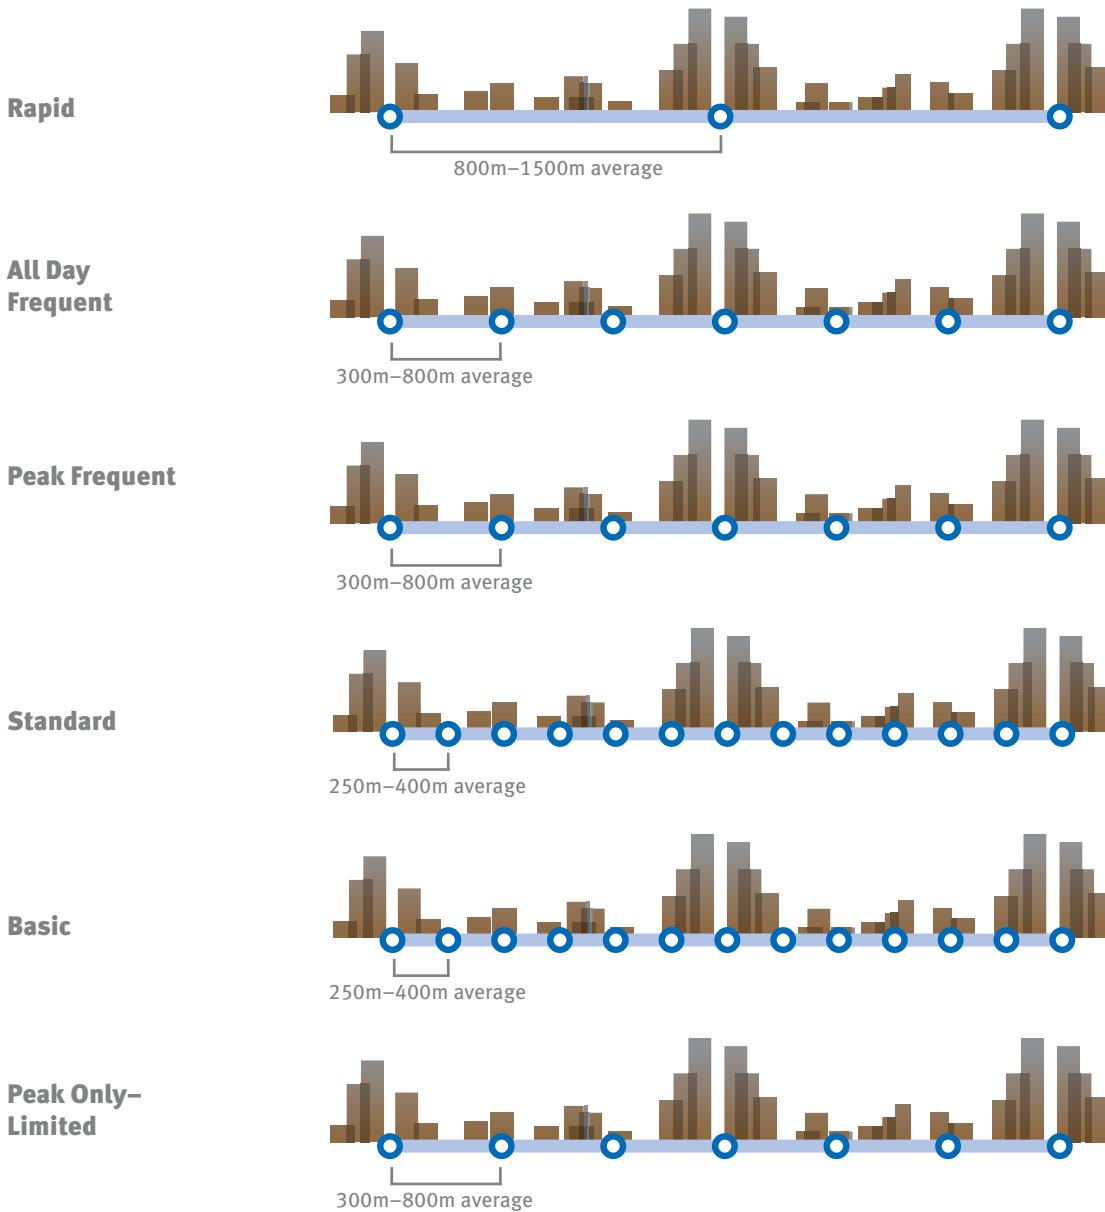 Rapid
800m–1500m average
All Day
Frequent
300m–800m average
Peak Frequent
300m–800m average
Standard
250m–400m average
Basic
250m–400m average
Peak Only–
Limited
300m–800m average